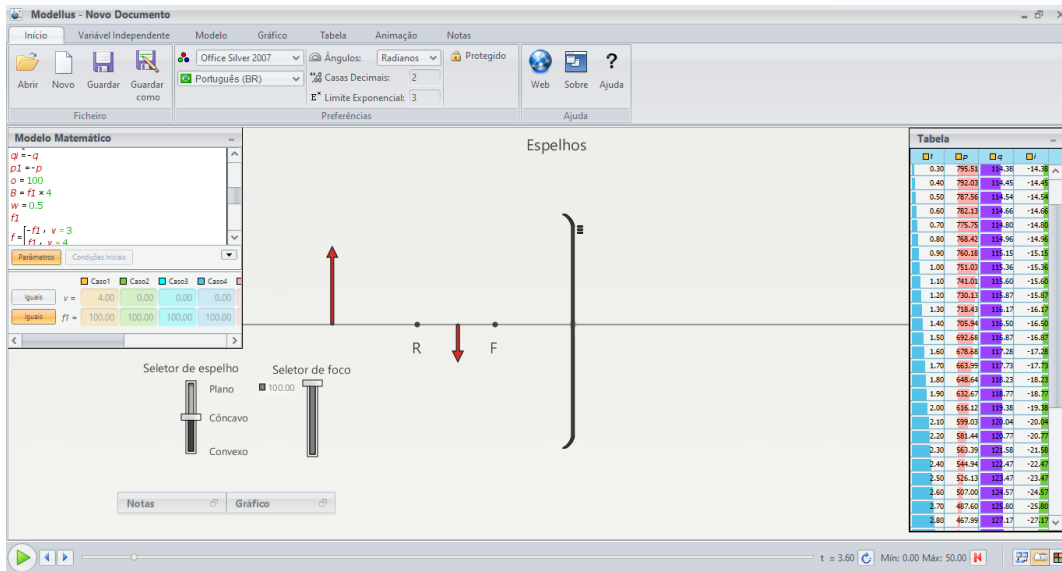 Modellus - Novo Documento
Início Variável Independente Modelo Gráfico Tabela Animação Notas
Abrir Novo Guardar Guardar como
Ficheiro
Office Silver 2007 Ângulos: Radianos Protegido
Português (BR) Casas Decimais: 2
Limite Exponencial: 3
Preferências
Web Sobre Ajuda
Ajuda
Modelo Matemático
qi = -q
p1 = -p
o = 100
B = f1 × 4
w = 0.5
f1
f = -f1, v = 3
f1, v = 4
Parâmetros Condições Iniciais
Caso1 Caso2 Caso3 Caso4
Iguais v = 4.00 0.00 0.00 0.00
Iguais f1 = 100.00 100.00 100.00 100.00
Espelhos
R F
Seletor de espelho
Plano
Côncavo
Convexo
Seletor de foco
100.00
Notas Gráfico
Tabela
t p q i
0.30 795.51 114.38 -14.38
0.40 792.03 114.45 -14.45
0.50 787.56 114.54 -14.54
0.60 782.13 114.66 -14.66
0.70 775.75 114.80 -14.80
0.80 768.42 114.96 -14.96
0.90 760.18 115.15 -15.15
1.00 751.03 115.36 -15.36
1.10 741.01 115.60 -15.60
1.20 730.13 115.87 -15.87
1.30 718.43 116.17 -16.17
1.40 705.94 116.50 -16.50
1.50 692.68 116.87 -16.87
1.60 678.68 117.28 -17.28
1.70 663.99 117.73 -17.73
1.80 648.64 118.23 -18.23
1.90 632.67 118.77 -18.77
2.00 616.12 119.38 -19.38
2.10 599.03 120.04 -20.04
2.20 581.44 120.77 -20.77
2.30 563.39 121.58 -21.58
2.40 544.94 122.47 -22.47
2.50 526.13 123.47 -23.47
2.60 507.00 124.57 -24.57
2.70 487.60 125.80 -25.80
2.80 467.99 127.17 -27.17
t = 3.60 Mín: 0.00 Máx: 50.00